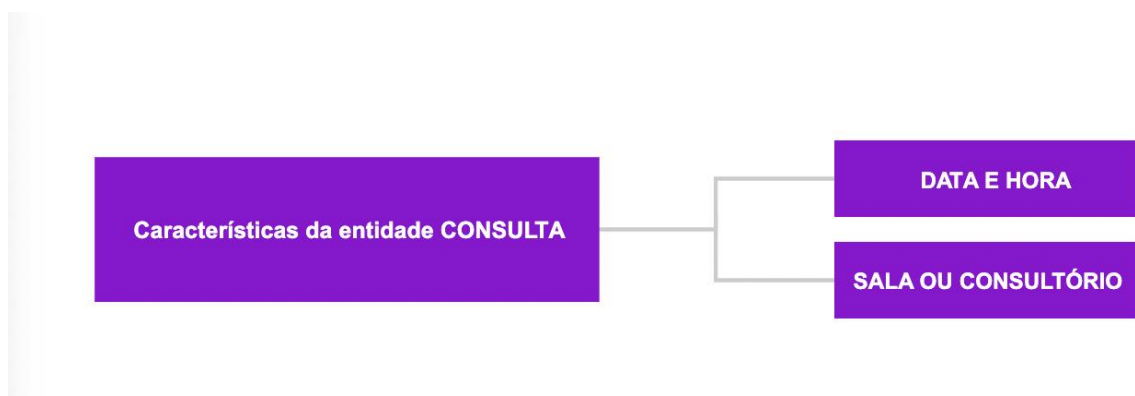 DATA E HORA
Características da entidade CONSULTA
SALA OU CONSULTÓRIO